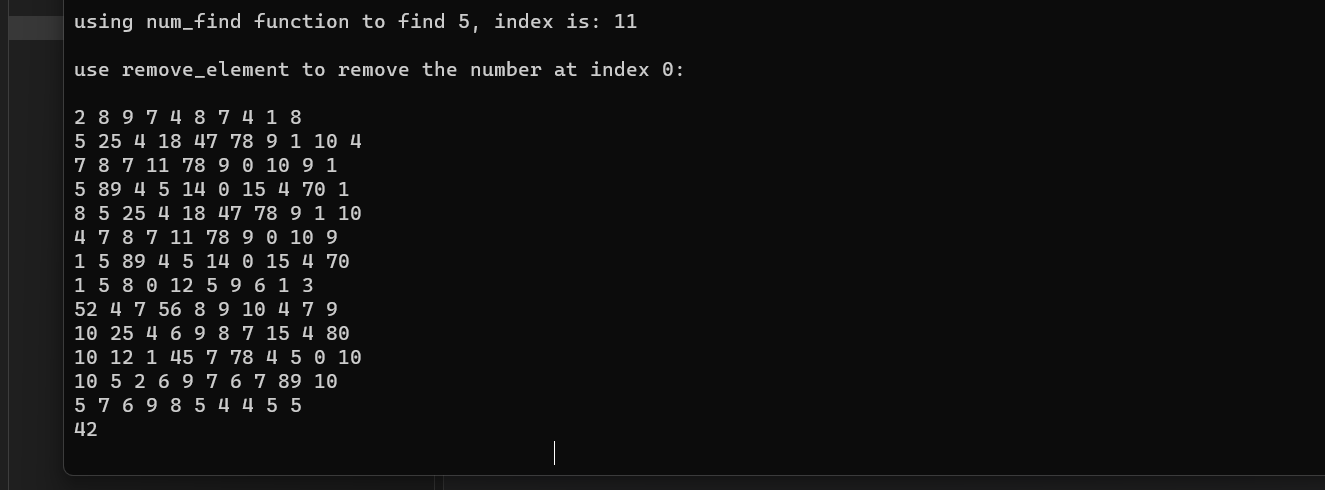 using num_find function to find 5, index is: 11
use remove_element to remove the number at index 0:
2 8 9 7 4 8 7 4 1 8
5 25 4 18 47 78 9 1 10 4
7 8 7 11 78 9 0 10 9 1
5 89 4 5 14 0 15 4 70 1
8 5 25 4 18 47 78 9 1 10
4 7 8 7 11 78 9 0 10 9
1 5 89 4 5 14 0 15 4 70
1 5 8 0 12 5 9 6 1 3
52 4 7 56 8 9 10 4 7 9
10 25 4 6 9 8 7 15 4 80
10 12 1 45 7 78 4 5 0 10
10 5 2 6 9 7 6 7 89 10
5 7 6 9 8 5 4 4 5 5
42